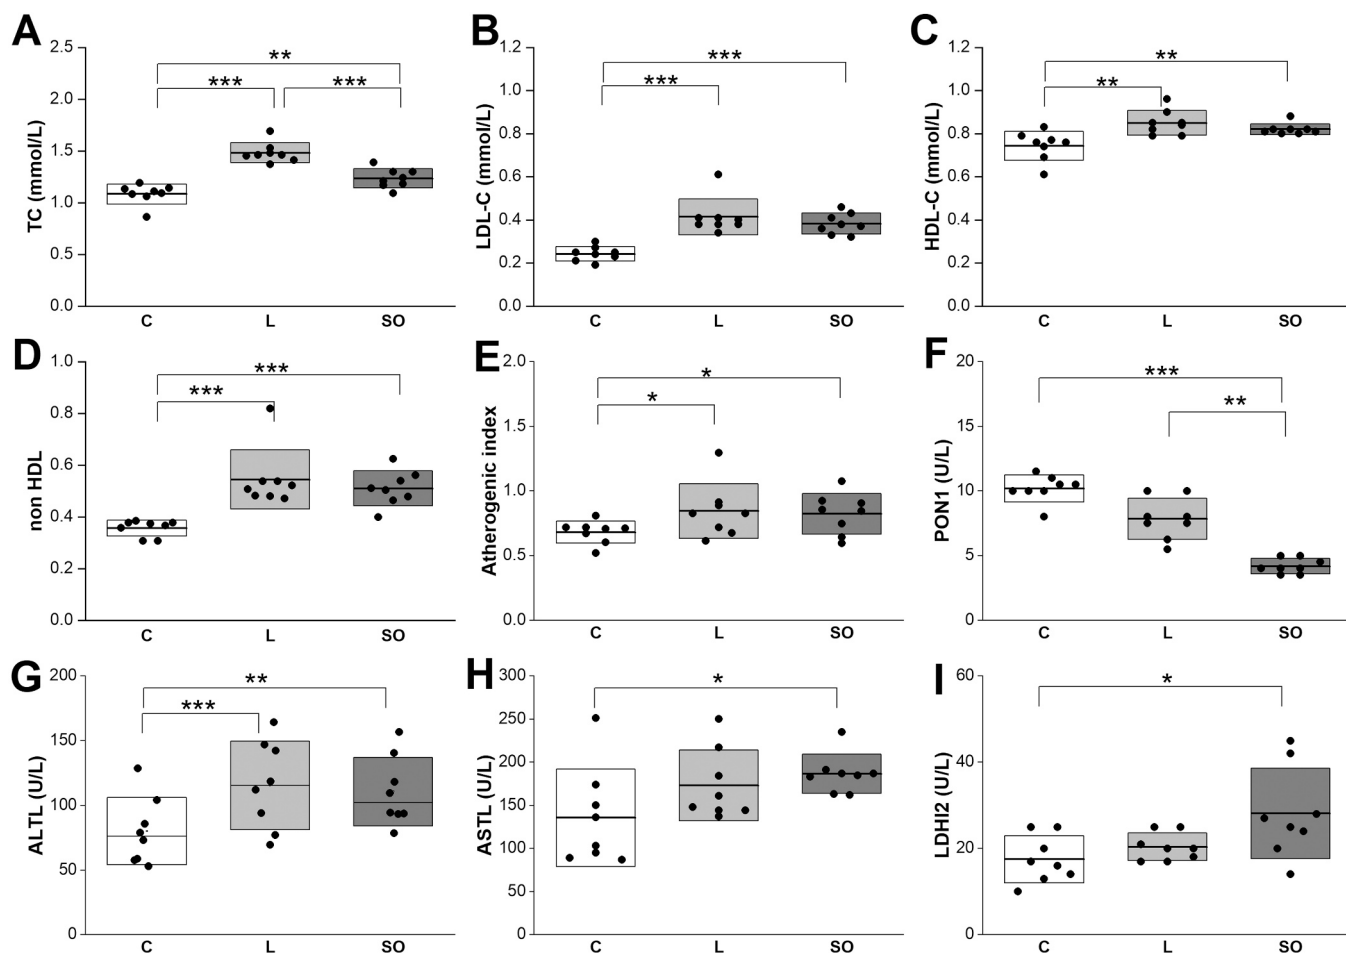 A
TC (mmol/L)
2.5
2.0
1.5
1.0
0.5
0.0
**
***
***
C L SO
B
LDL-C (mmol/L)
1.2
1.0
0.8
0.6
0.4
0.2
0.0
***
***
C L SO
C
HDL-C (mmol/L)
1.2
1.0
0.8
0.6
0.4
0.2
0.0
**
**
C L SO
D
non HDL
1.0
0.8
0.6
0.4
0.2
0.0
***
***
C L SO
E
Atherogenic index
2.0
1.5
1.0
0.5
0.0
*
*
C L SO
F
PON1 (U/L)
20
15
10
5
0
***
**
C L SO
G
ALTL (U/L)
200
150
100
50
0
**
***
C L SO
H
ASTL (U/L)
300
250
200
150
100
50
0
*
C L SO
I
LDHI2 (U/L)
60
40
20
0
*
C L SO